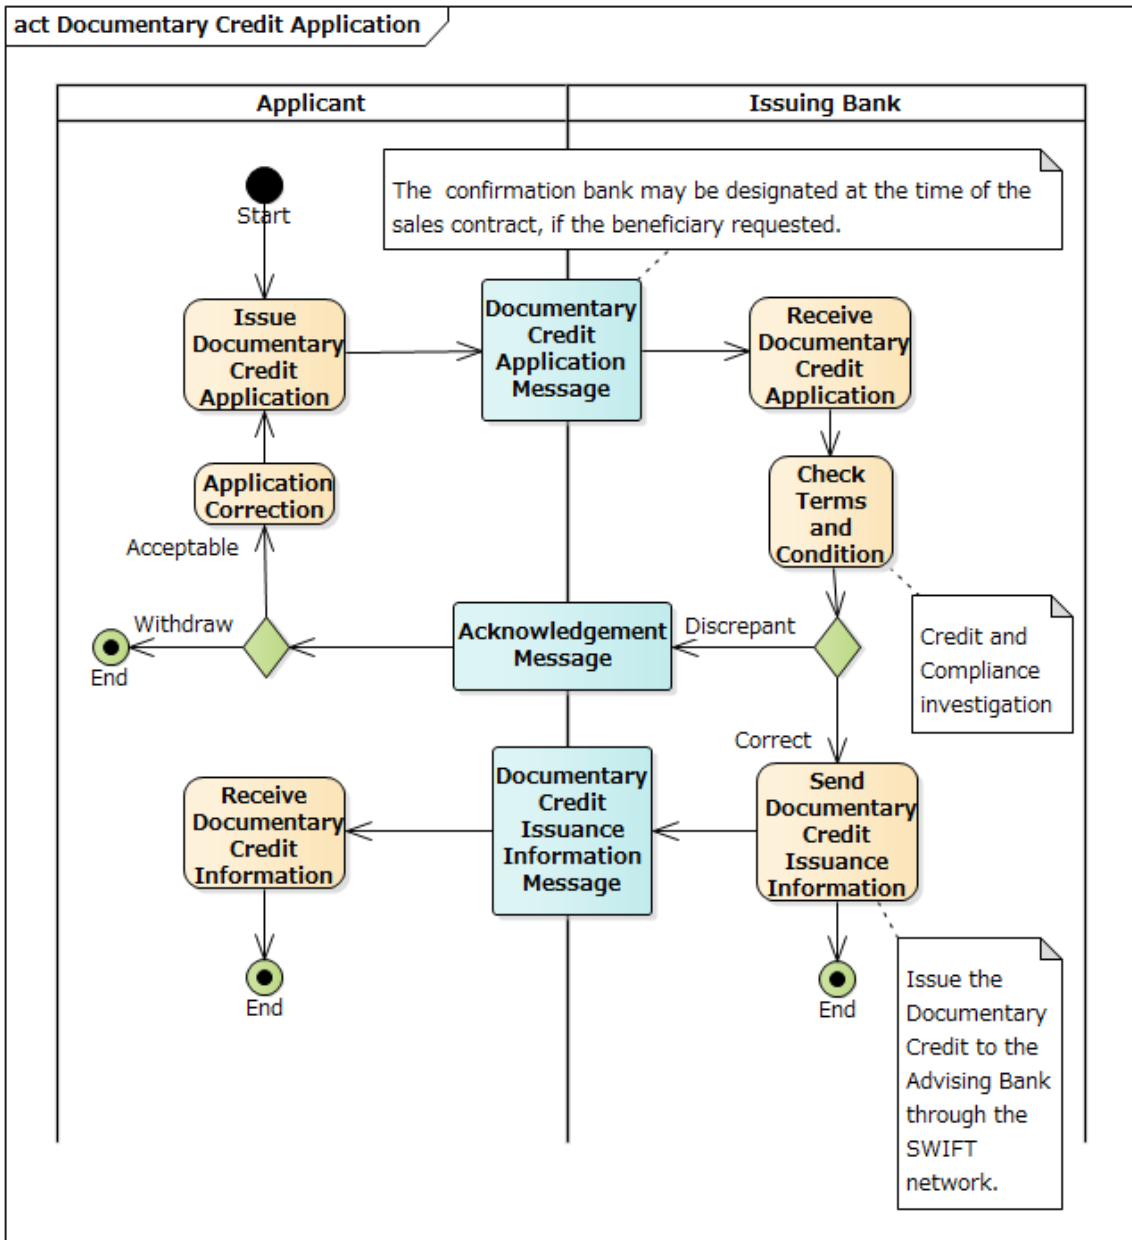 act Documentary Credit Application
Applicant
Issuing Bank
The confirmation bank may be designated at the time of the
sales contract, if the beneficiary requested.
Start
Issue
Documentary
Credit
Application
Documentary
Credit
Application
Message
Receive
Documentary
Credit
Application
Application
Correction
Check
Terms
and
Condition
Acceptable
Withdraw
End
Acknowledgement
Message
Discrepant
Credit and
Compliance
investigation
Correct
Receive
Documentary
Credit
Information
Documentary
Credit
Issuance
Information
Message
Send
Documentary
Credit
Issuance
Information
End
End
Issue the
Documentary
Credit to the
Advising Bank
through the
SWIFT
network.